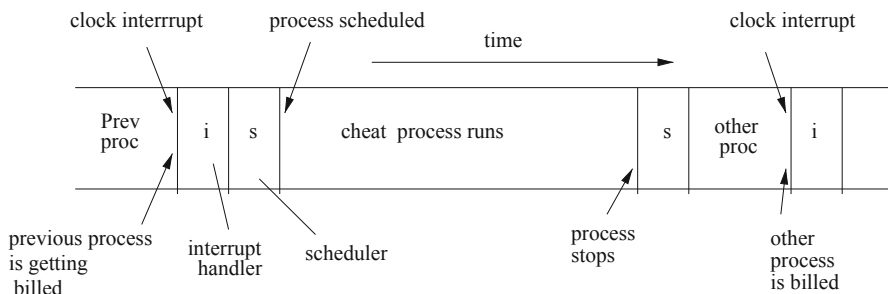 clock interrrupt
process scheduled
time
clock interrupt
Prev
proc
i
s
cheat process runs
s
other
proc
i
previous process
is getting
billed
interrupt
handler
scheduler
process
stops
other
process
is billed